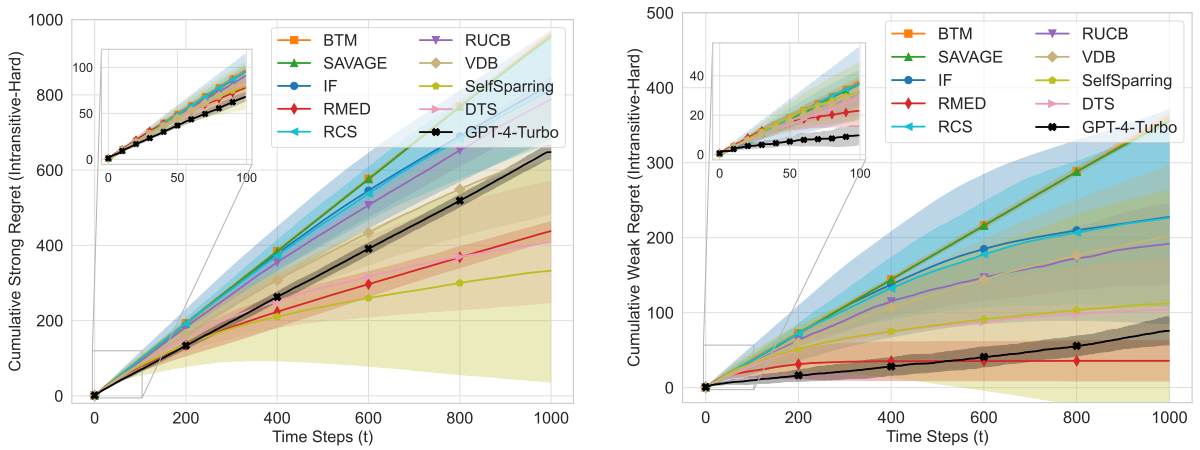 Cumulative Strong Regret (Intransitive-Hard)
1000
800
600
400
200
0
0 200 400 600 800 1000
Time Steps (t)
BTM
SAVAGE
IF
RMED
RCS
RUCB
VDB
SelfSparring
DTS
GPT-4-Turbo
100
50
0
0 50 100
Cumulative Weak Regret (Intransitive-Hard)
500
400
300
200
100
0
0 200 400 600 800 1000
Time Steps (t)
BTM
SAVAGE
IF
RMED
RCS
RUCB
VDB
SelfSparring
DTS
GPT-4-Turbo
40
20
0
0 50 100